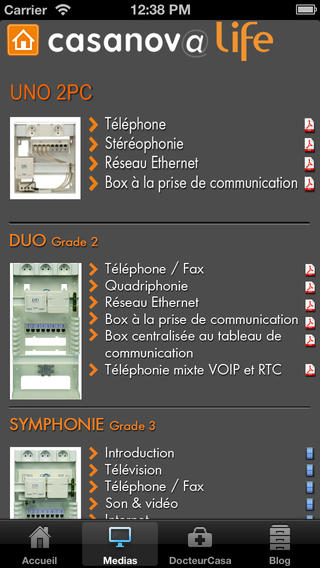 Carrier 12:38 PM
casanov@ life
UNO 2PC
Téléphone
Stéréophonie
Réseau Ethernet
Box à la prise de communication
DUO Grade 2
Téléphone / Fax
Quadriphonie
Réseau Ethernet
Box à la prise de communication
Box centralisée au tableau de
communication
Téléphonie mixte VOIP et RTC
SYMPHONIE Grade 3
Introduction
Télévision
Téléphone / Fax
Son & vidéo
Internet
Accueil Medias DocteurCasa Blog